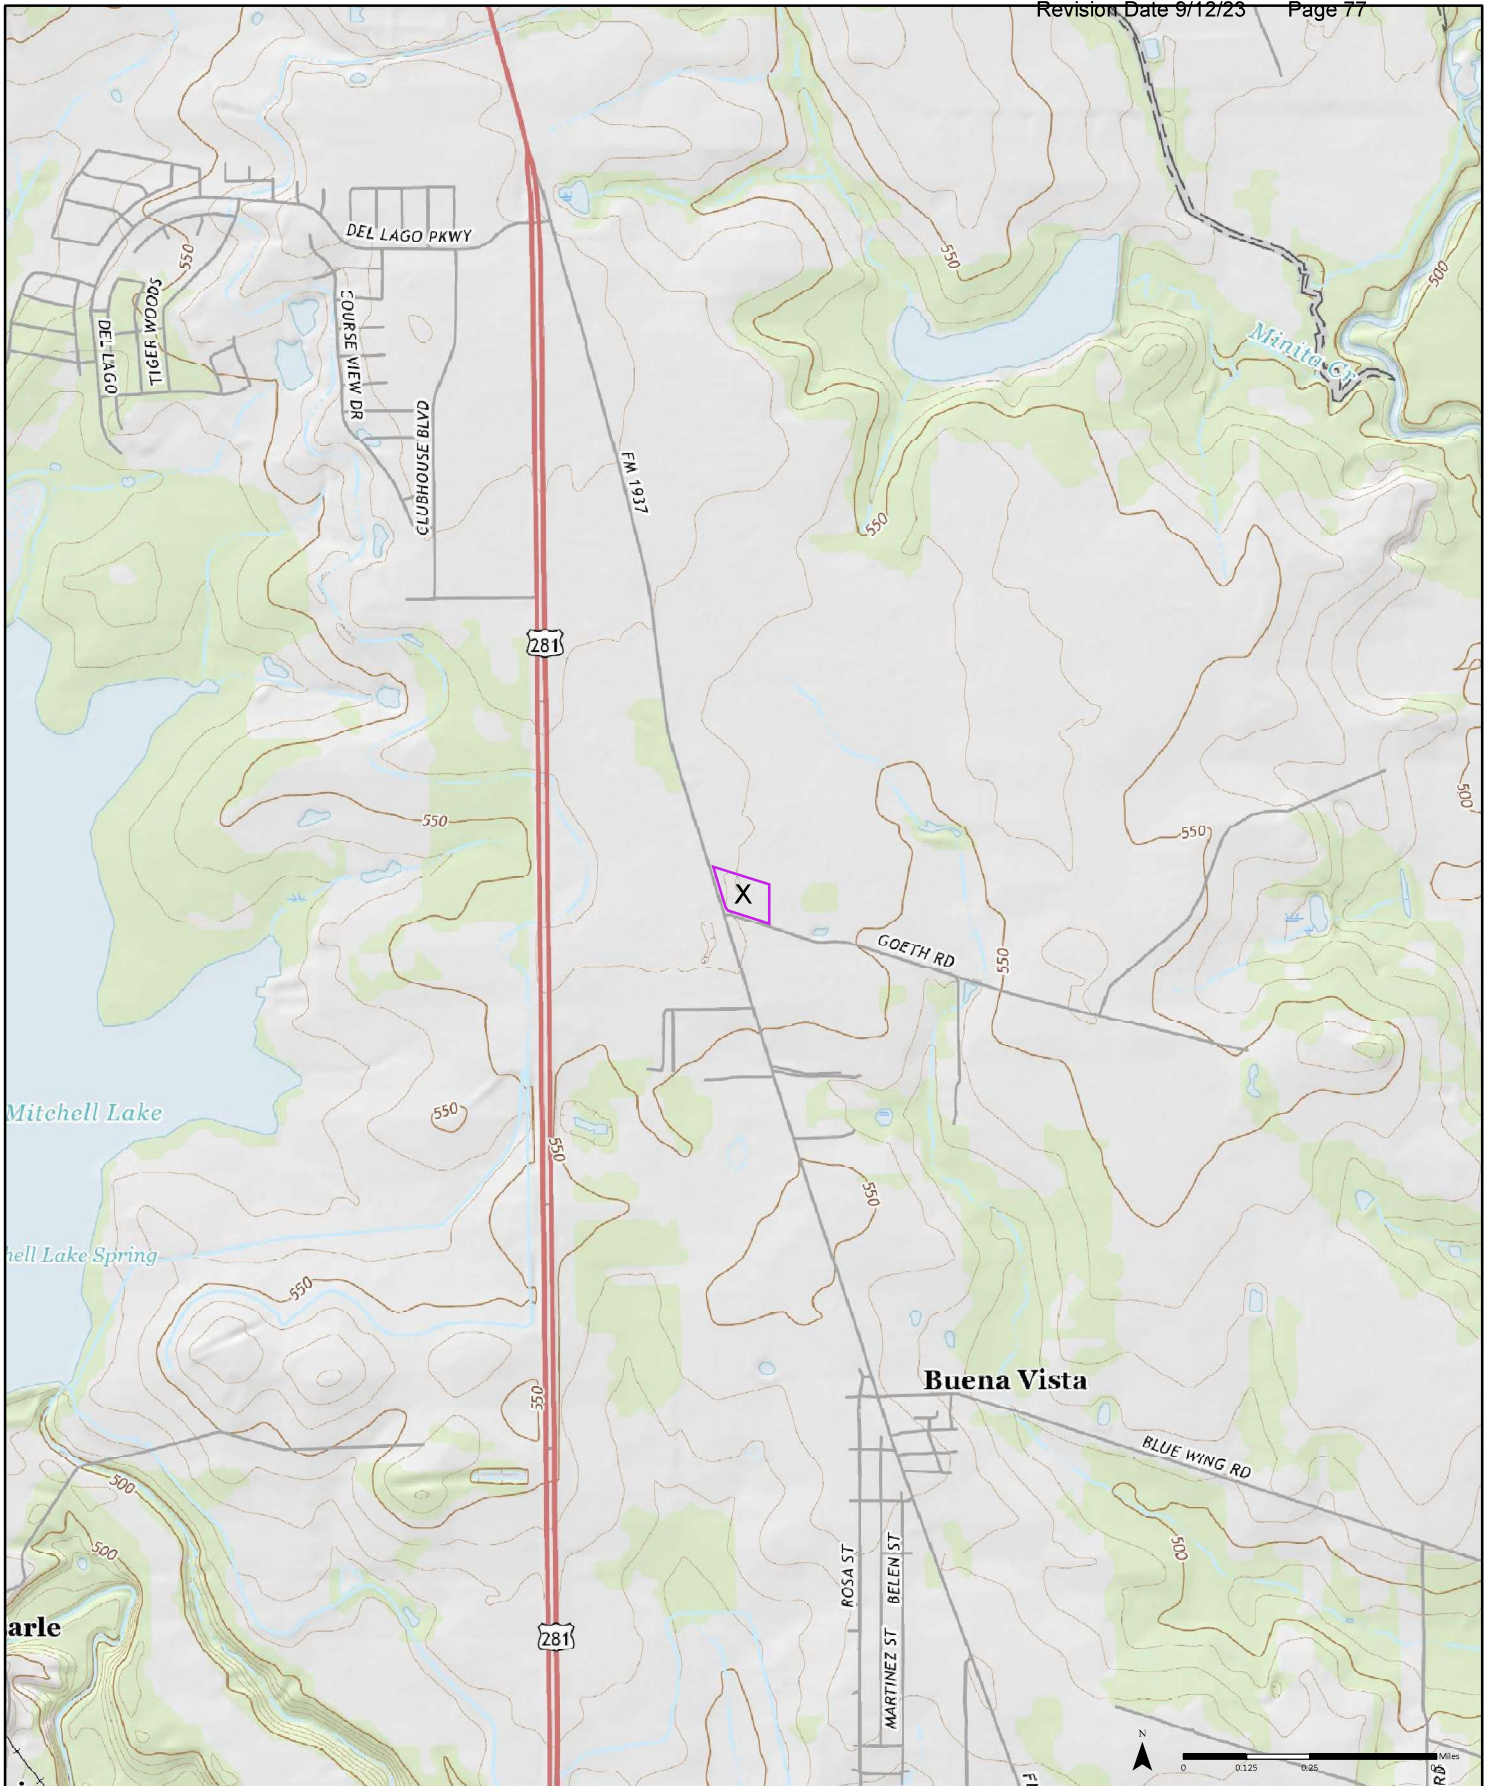 Revision Date 9/12/23 Page 77
DEL LAGO PKWY
550
550
500
TIGER WOODS
DEL LAGO
COURSE VIEW DR
Minita Cr
CLUBHOUSE BLVD
FM 1937
550
281
500
550
550
X
GOETH RD
550
Mitchell Lake
550
550
550
hell Lake Spring
550
Buena Vista
550
BLUE WING RD
500
500
500
ROSA ST
BELEN ST
arle
281
MARTINEZ ST
N
Miles
0 0.125 0.25 0.5
RD